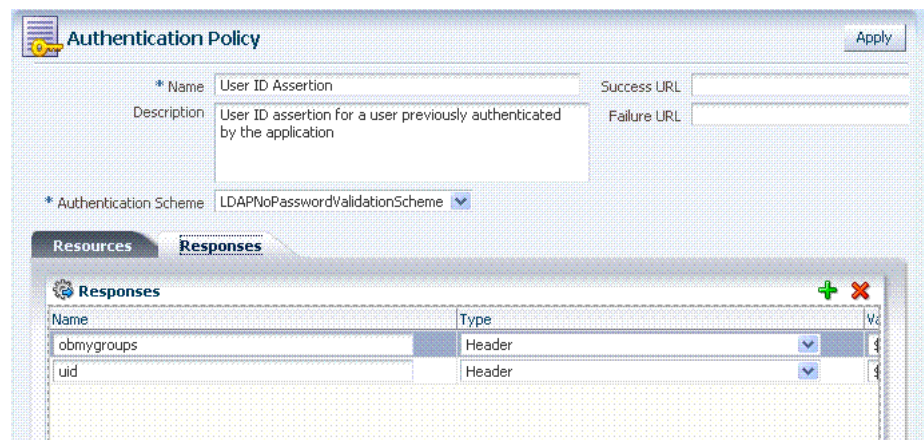 Authentication Policy
Apply
* Name User ID Assertion Success URL
Description User ID assertion for a user previously authenticated by the application Failure URL
* Authentication Scheme LDAPNoPasswordValidationScheme
Resources Responses
Responses
Name Type
obmygroups Header $
uid Header $